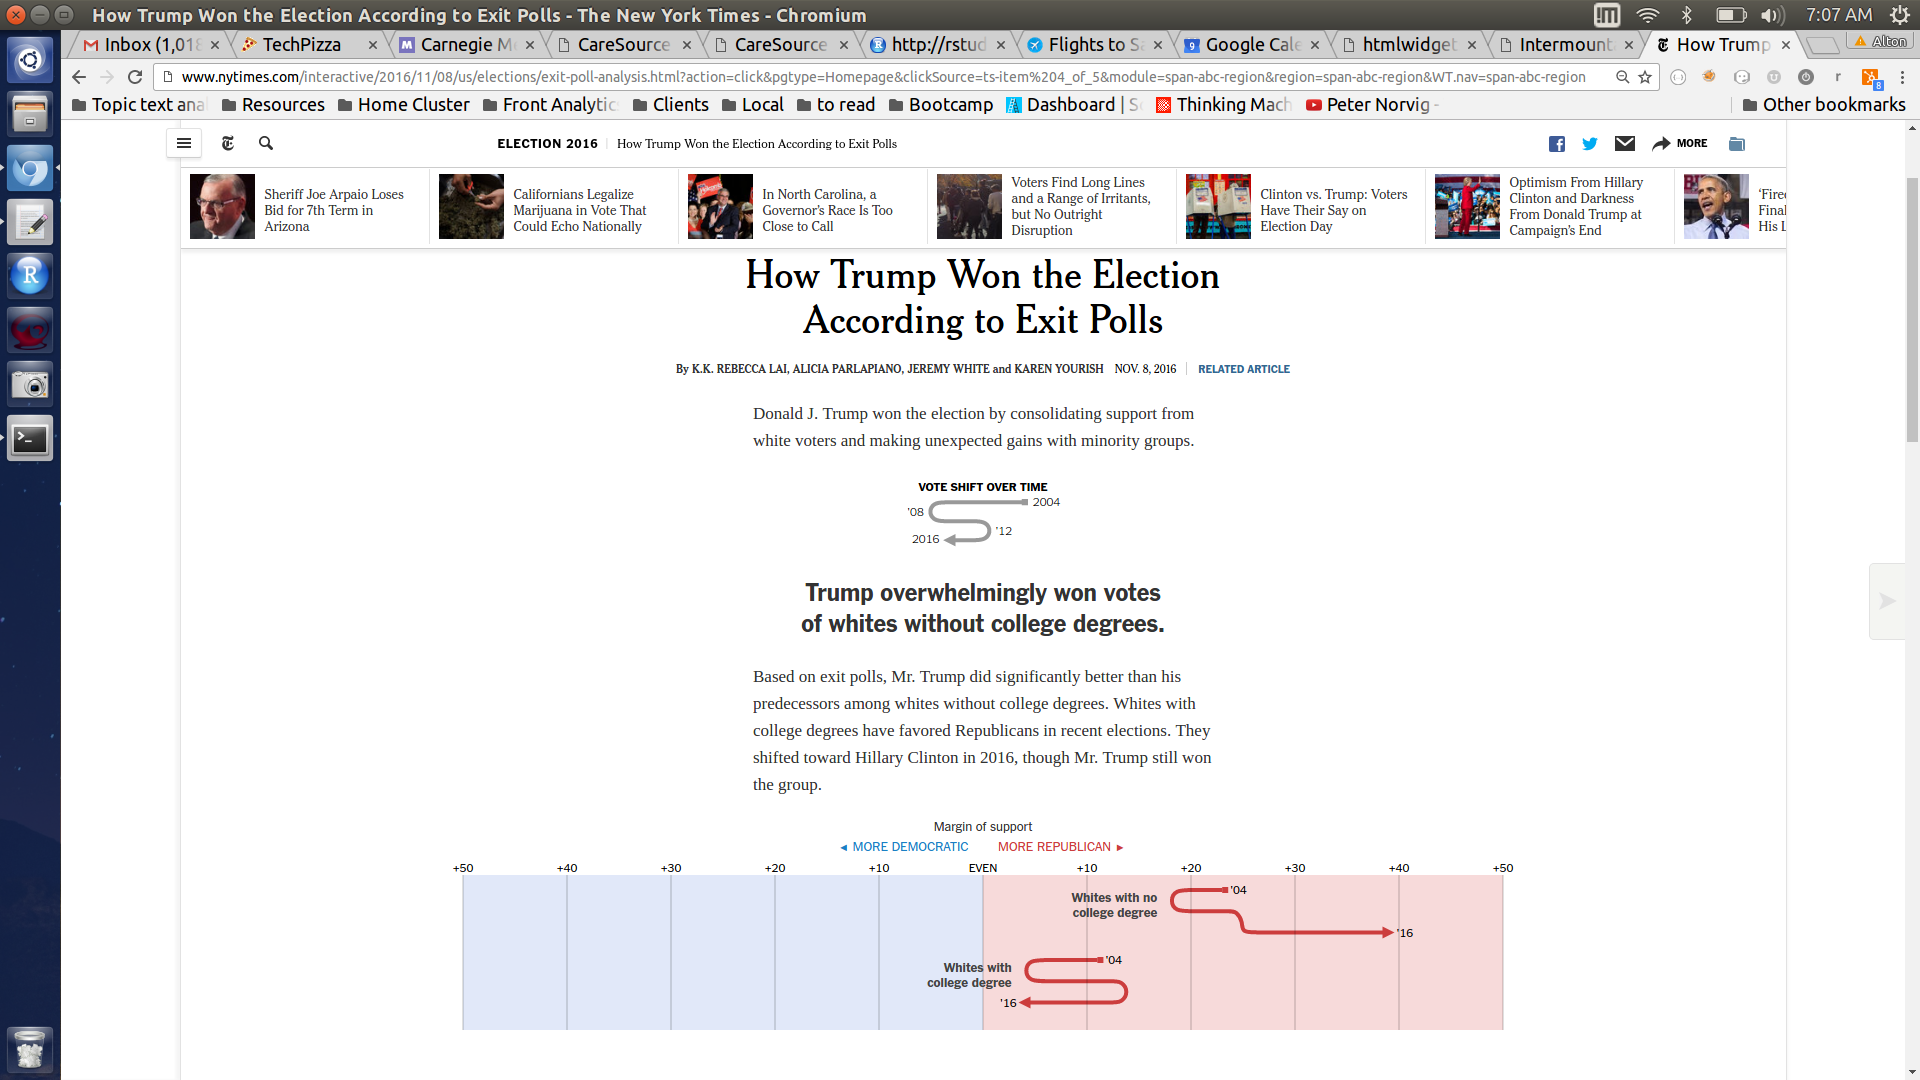 How Trump Won the Election According to Exit Polls - The New York Times - Chromium
7:07 AM
Inbox (1,018
TechPizza
Carnegie M
CareSource
CareSource
http://rstud
Flights to Sa
Google Cale
htmlwidget
Intermount
How Trump
Alton
www.nytimes.com/interactive/2016/11/08/us/elections/exit-poll-analysis.html?action=click&pgtype=Homepage&clickSource=ts-item%204_of_5&module=span-abc-region&region=span-abc-region&WT.nav=span-abc-region
8
Topic text anal
Resources
Home Cluster
Front Analytic
Clients
Local
to read
Bootcamp
Dashboard | Sc
Thinking Mach
Peter Norvig -
Other bookmarks
ELECTION 2016
How Trump Won the Election According to Exit Polls
MORE
Sheriff Joe Arpaio Loses
Bid for 7th Term in
Arizona
Californians Legalize
Marijuana in Vote That
Could Echo Nationally
In North Carolina, a
Governor's Race Is Too
Close to Call
Voters Find Long Lines
and a Range of Irritants,
but No Outright
Disruption
Clinton vs. Trump: Voters
Have Their Say on
Election Day
Optimism From Hillary
Clinton and Darkness
From Donald Trump at
Campaign's End
'Fired
Final
His L
How Trump Won the Election
According to Exit Polls
By K.K. REBECCA LAI, ALICIA PARLAPIANO, JEREMY WHITE and KAREN YOURISH NOV. 8, 2016
RELATED ARTICLE
Donald J. Trump won the election by consolidating support from
white voters and making unexpected gains with minority groups.
VOTE SHIFT OVER TIME
2004
'08
'12
2016
Trump overwhelmingly won votes
of whites without college degrees.
Based on exit polls, Mr. Trump did significantly better than his
predecessors among whites without college degrees. Whites with
college degrees have favored Republicans in recent elections. They
shifted toward Hillary Clinton in 2016, though Mr. Trump still won
the group.
Margin of support
◄ MORE DEMOCRATIC MORE REPUBLICAN ►
+50 +40 +30 +20 +10 EVEN +10 +20 +30 +40 +50
Whites with no
college degree
'04
'16
Whites with
college degree
'04
'16